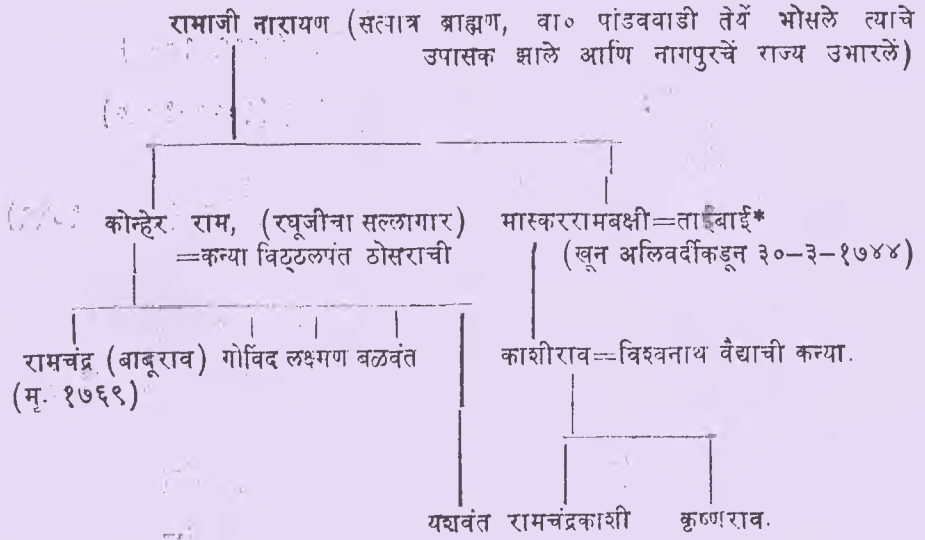 रामाजी नारायण (सत्पात्र ब्राह्मण, वा० पांडववाडी तेथें भोसले त्याचे
उपासक झाले आणि नागपुरचें राज्य उभारलें)
कोन्हेर राम, (रघूजीचा सल्लागार) भास्कररामबक्षी=ताईबाई*
=कन्या विट्ठलपंत ठोसराची (खून अलिवर्दीकडून ३०-३-१७४४)
रामचंद्र (बाबूराव) गोविंद लक्ष्मण बळवंत काशीराव=विश्वनाथ वैद्याची कन्या.
(मृ. १७६९)
यशवंत रामचंद्रकाशी कृष्णराव.